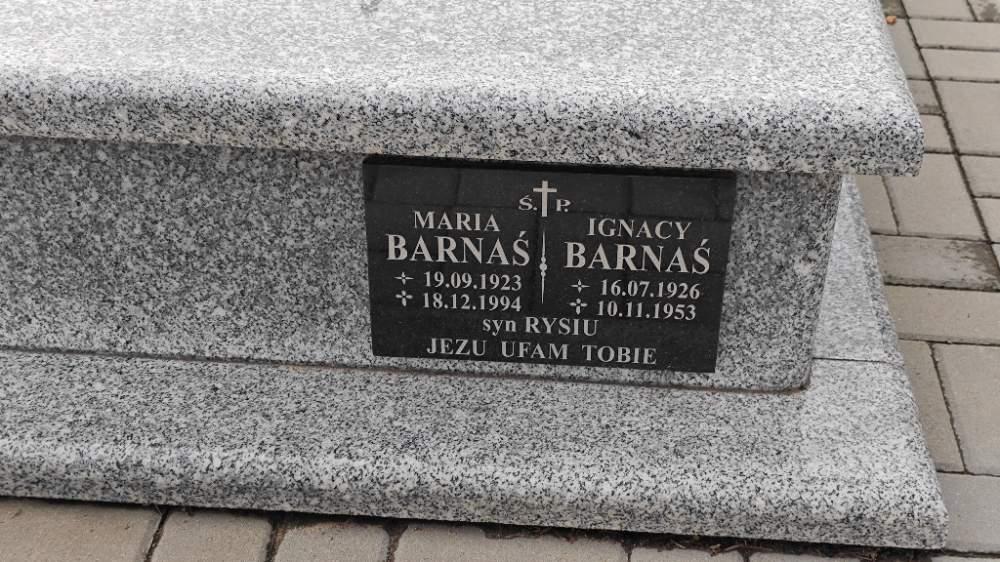 Ś. P.
MARIA
BARNAŚ
19.09.1923
18.12.1994
IGNACY
BARNAŚ
16.07.1926
10.11.1953
syn RYSIU
JEZU UFAM TOBIE